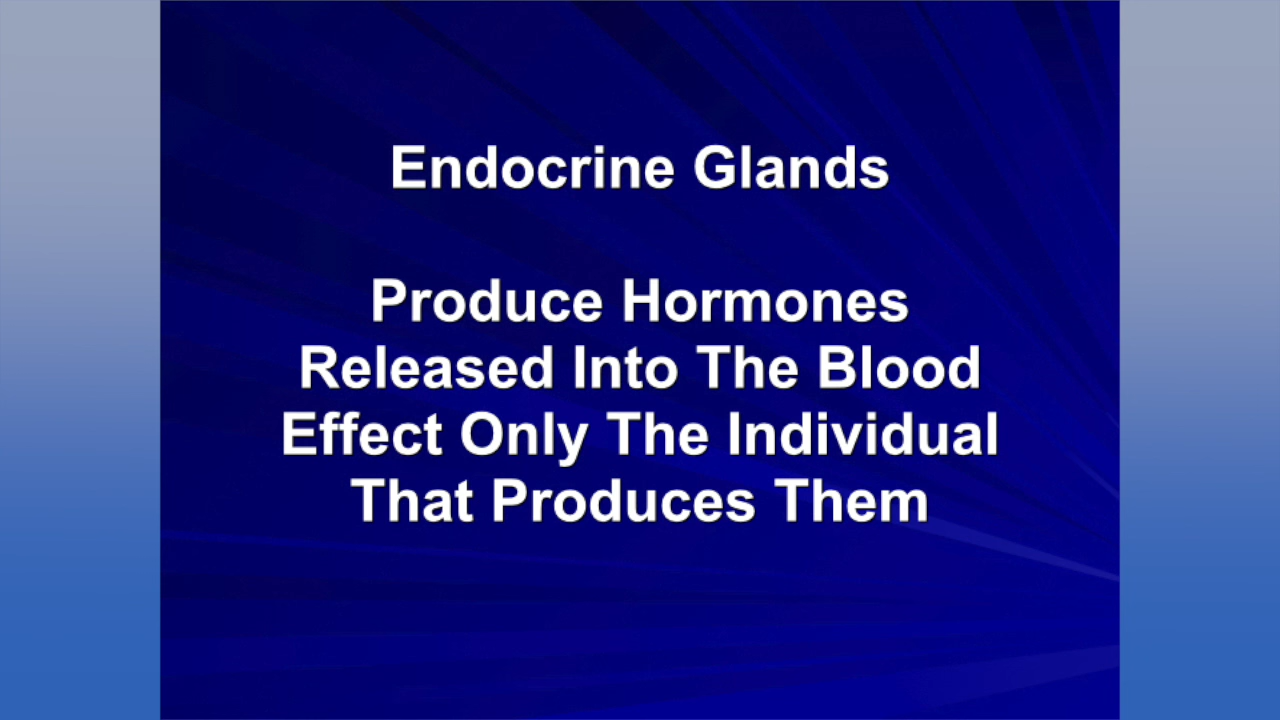 Endocrine Glands
Produce Hormones
Released Into The Blood
Effect Only The Individual
That Produces Them